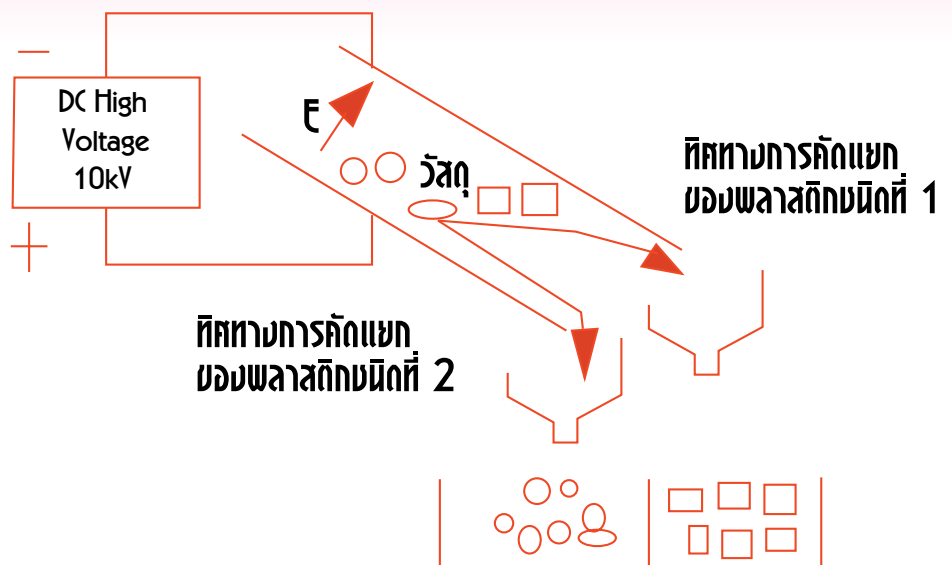 −
DC High
Voltage
10kV
+
E
วัสดุ
ทิศทางการคัดแยก
ของพลาสติกชนิดที่ 1
ทิศทางการคัดแยก
ของพลาสติกชนิดที่ 2